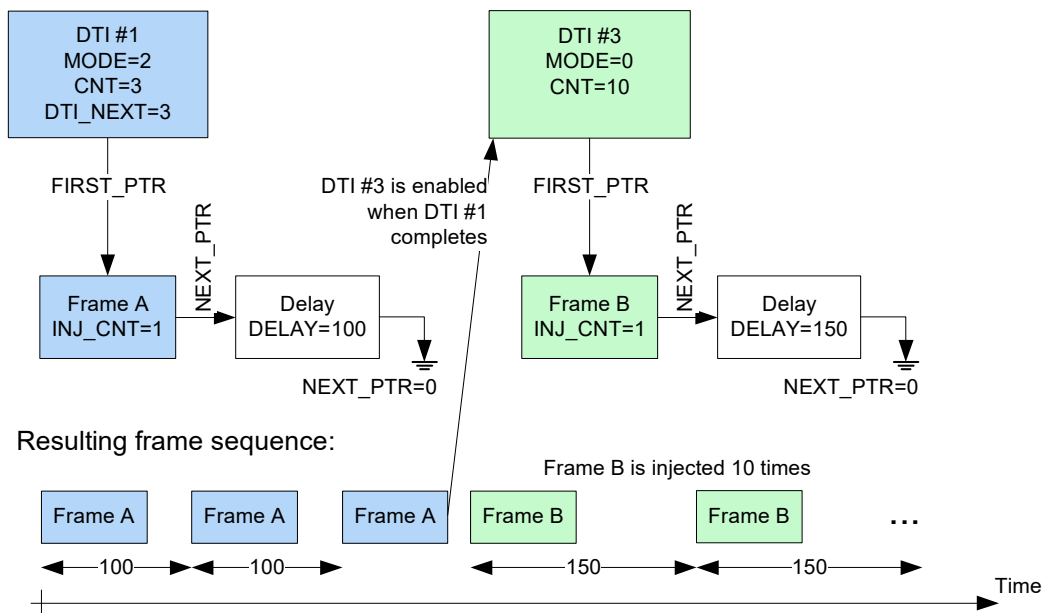 DTI #1
MODE=2
CNT=3
DTI_NEXT=3
DTI #3
MODE=0
CNT=10
FIRST_PTR
DTI #3 is enabled
when DTI #1
completes
FIRST_PTR
NEXT_PTR
NEXT_PTR
Frame A
INJ_CNT=1
Delay
DELAY=100
Frame B
INJ_CNT=1
Delay
DELAY=150
NEXT_PTR=0
NEXT_PTR=0
Resulting frame sequence:
Frame B is injected 10 times
Frame A
Frame A
Frame A
Frame B
Frame B
...
100
100
150
150
Time